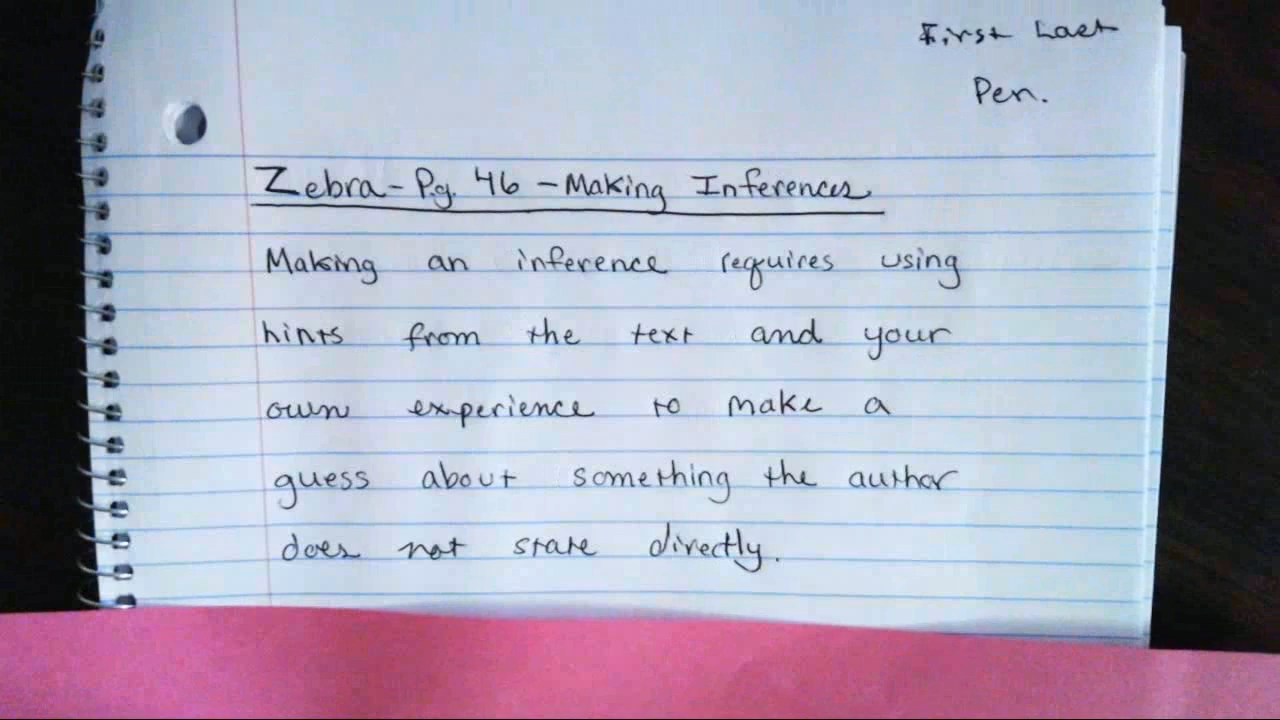 First Last
Pen.
Zebra-Pg. 46 - Making Inferences
Making an inference requires using
hints from the text and your
own experience to make a
guess about something the author
does not state directly.